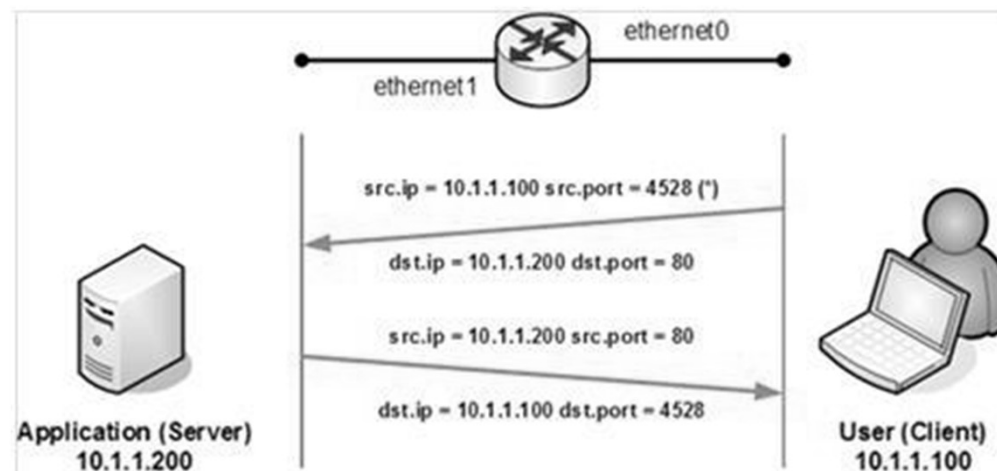 ethernet0
ethernet1
src.ip = 10.1.1.100 src.port = 4528 (*)
dst.ip = 10.1.1.200 dst.port = 80
src.ip = 10.1.1.200 src.port = 80
dst.ip = 10.1.1.100 dst.port = 4528
Application (Server)
10.1.1.200
User (Client)
10.1.1.100